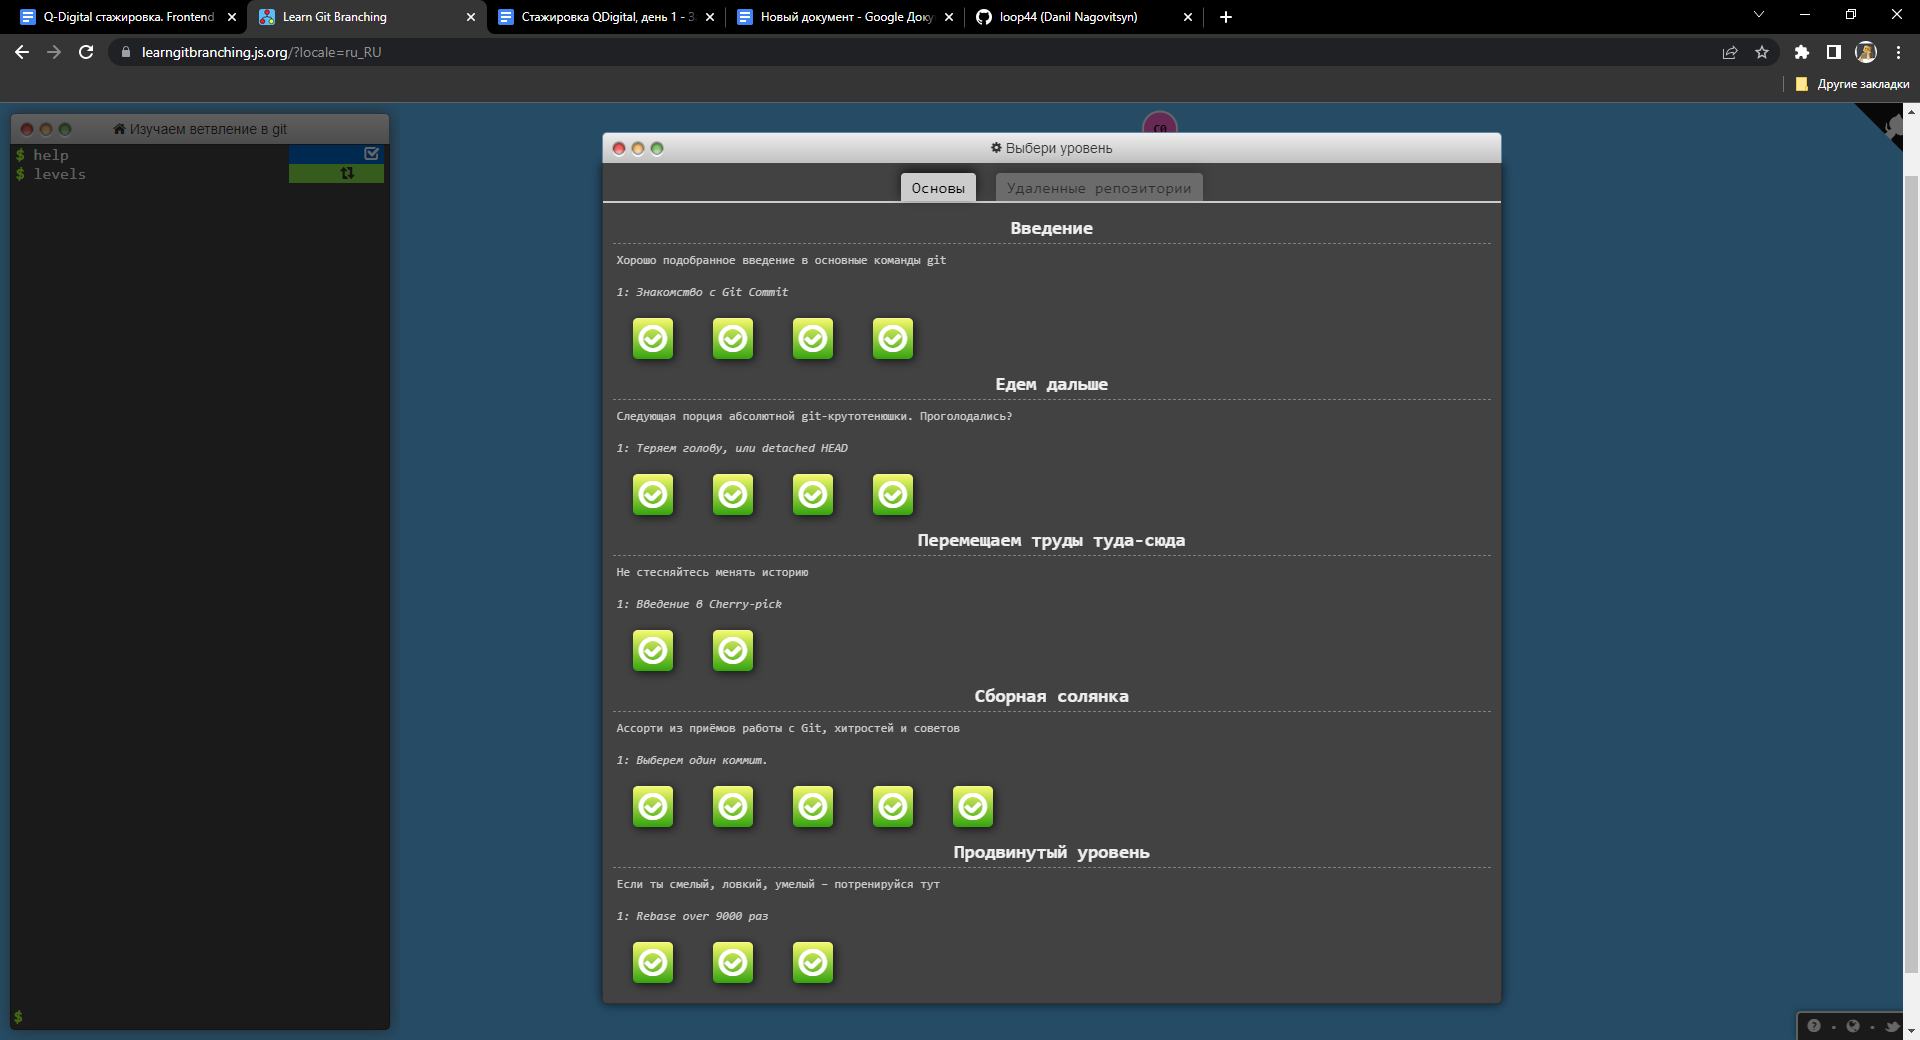 Q-Digital стажировка. Frontend
Learn Git Branching
Стажировка QDigital, день 1 - З
Новый документ - Google Доку
loop44 (Danil Nagovitsyn)
learngitbranching.js.org/?locale=ru_RU
Другие закладки
Изучаем ветвление в git
$ help
$ levels
$
C0
Выбери уровень
Основы
Удаленные репозитории
Введение
Хорошо подобранное введение в основные команды git
1: Знакомство с Git Commit
Едем дальше
Следующая порция абсолютной git-крутотенюшки. Проголодались?
1: Теряем голову, или detached HEAD
Перемещаем труды туда-сюда
Не стесняйтесь менять историю
1: Введение в Cherry-pick
Сборная солянка
Ассорти из приёмов работы с Git, хитростей и советов
1: Выберем один коммит.
Продвинутый уровень
Если ты смелый, ловкий, умелый – потренируйся тут
1: Rebase over 9000 раз